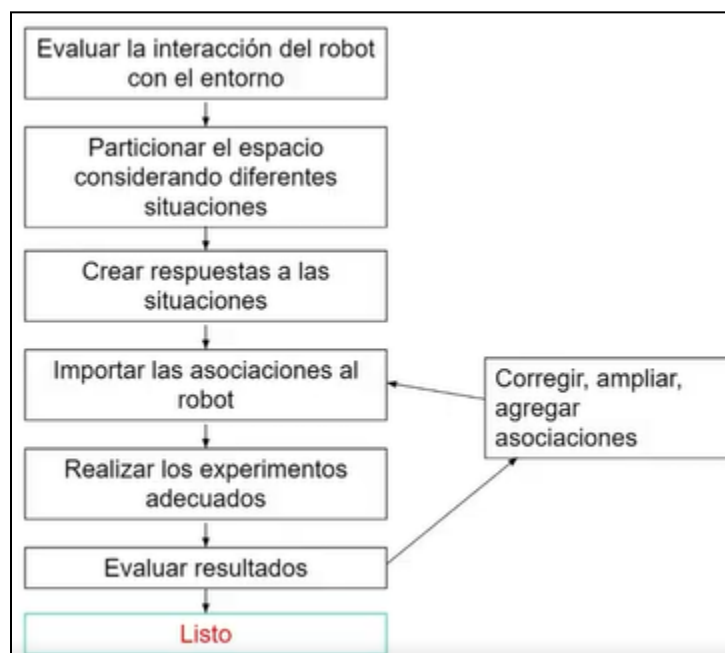 Evaluar la interacción del robot
con el entorno
Particionar el espacio
considerando diferentes
situaciones
Crear respuestas a las
situaciones
Importar las asociaciones al
robot
Corregir, ampliar,
agregar
asociaciones
Realizar los experimentos
adecuados
Evaluar resultados
Listo